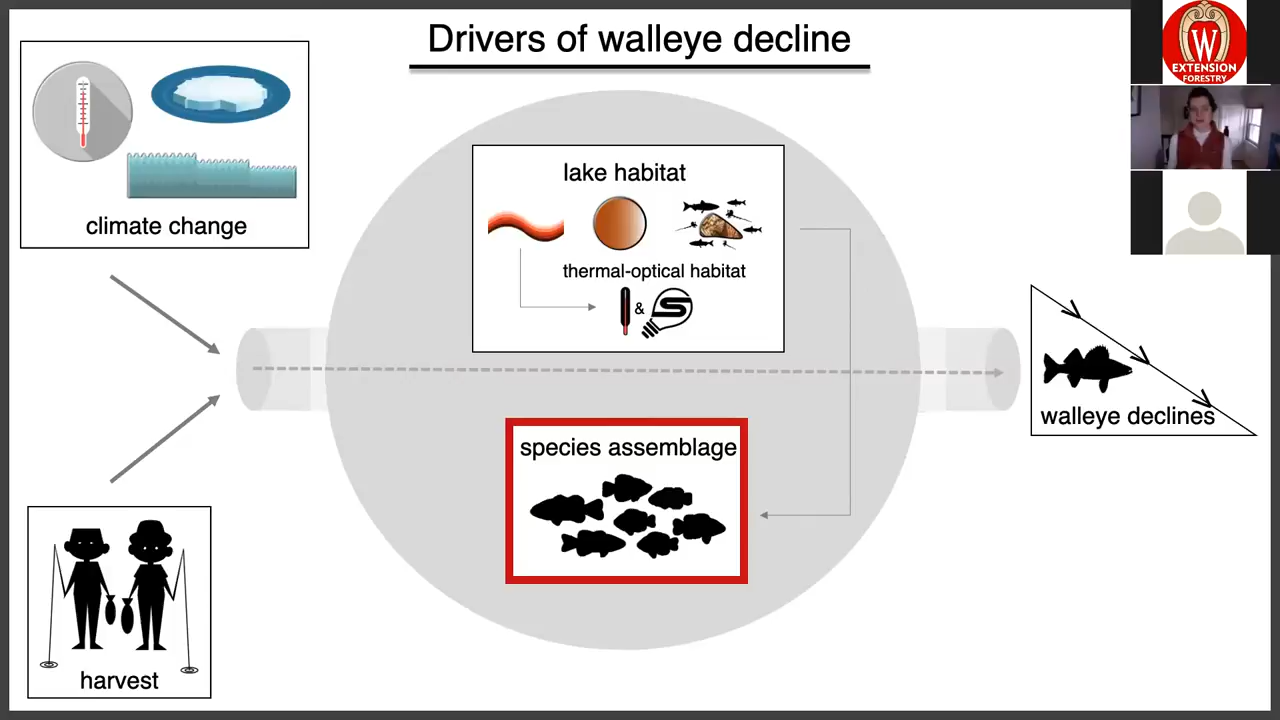 Drivers of walleye decline
climate change
lake habitat
thermal-optical habitat
&
species assemblage
harvest
walleye declines
W
EXTENSION
FORESTRY